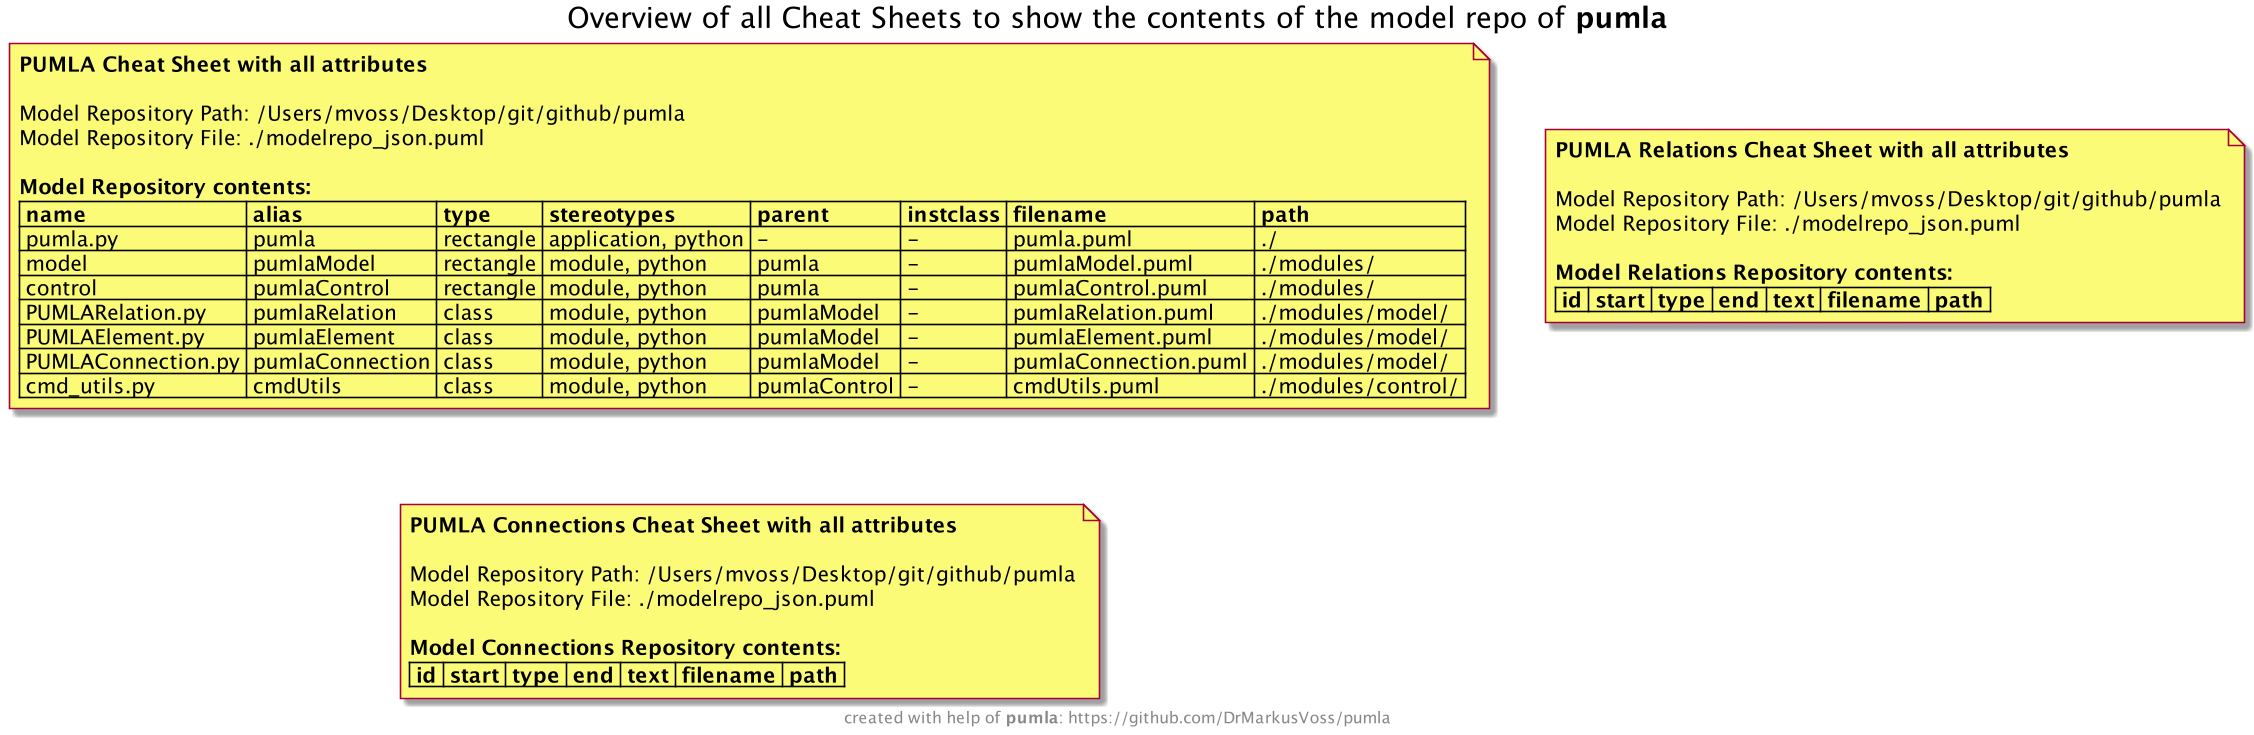 Overview of all Cheat Sheets to show the contents of the model repo of pumla
PUMLA Cheat Sheet with all attributes
Model Repository Path: /Users/mvoss/Desktop/git/github/pumla
Model Repository File: ./modelrepo_json.puml
Model Repository contents:
name alias type stereotypes parent instclass filename path
pumla.py pumla rectangle application, python - - pumla.puml ./
model pumlaModel rectangle module, python pumla - pumlaModel.puml ./modules/
control pumlaControl rectangle module, python pumla - pumlaControl.puml ./modules/
PUMLARelation.py pumlaRelation class module, python pumlaModel - pumlaRelation.puml ./modules/model/
PUMLAElement.py pumlaElement class module, python pumlaModel - pumlaElement.puml ./modules/model/
PUMLAConnection.py pumlaConnection class module, python pumlaModel - pumlaConnection.puml ./modules/model/
cmd_utils.py cmdUtils class module, python pumlaControl - cmdUtils.puml ./modules/control/
PUMLA Relations Cheat Sheet with all attributes
Model Repository Path: /Users/mvoss/Desktop/git/github/pumla
Model Repository File: ./modelrepo_json.puml
Model Relations Repository contents:
id start type end text filename path
PUMLA Connections Cheat Sheet with all attributes
Model Repository Path: /Users/mvoss/Desktop/git/github/pumla
Model Repository File: ./modelrepo_json.puml
Model Connections Repository contents:
id start type end text filename path
created with help of pumla: https://github.com/DrMarkusVoss/pumla